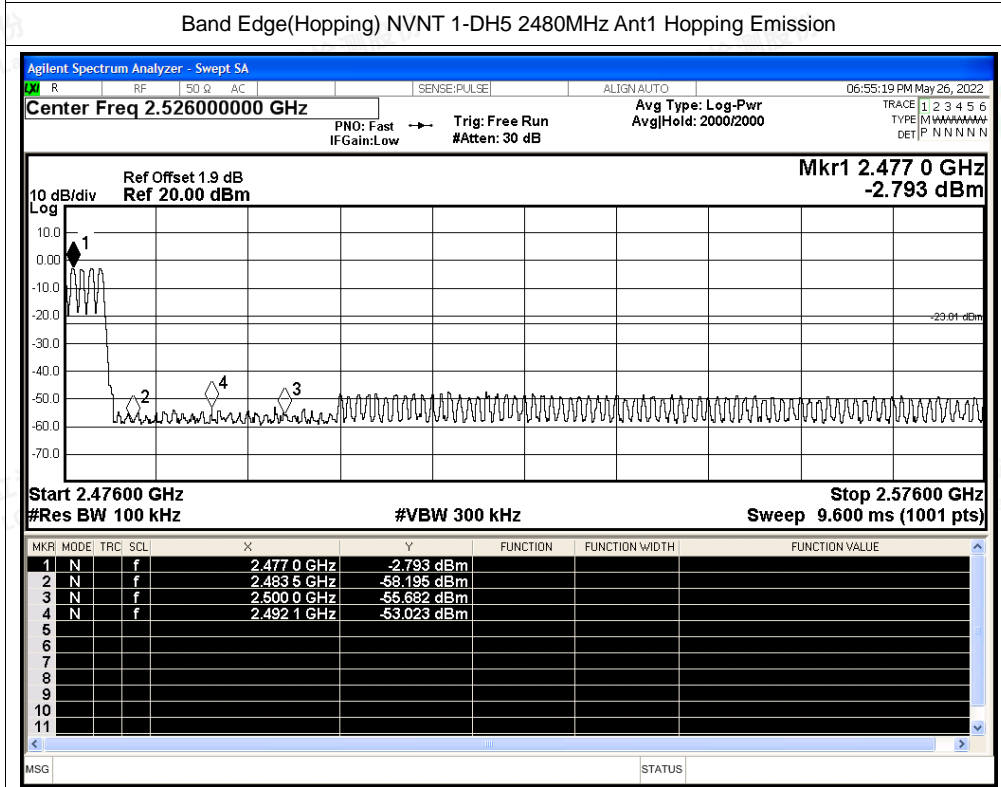 Band Edge(Hopping) NVNT 1-DH5 2480MHz Ant1 Hopping Emission
Agilent Spectrum Analyzer - Swept SA
LXI R RF 50 Ω AC SENSE:PULSE ALIGN AUTO 06:55:19 PM May 26, 2022
Center Freq 2.526000000 GHz Avg Type: Log-Pwr TRACE 1 2 3 4 5 6
PNO: Fast Trig: Free Run Avg|Hold: 2000/2000 TYPE M WWWWW
IFGain:Low #Atten: 30 dB DET P N N N N N
Mkr1 2.477 0 GHz
Ref Offset 1.9 dB
10 dB/div Ref 20.00 dBm -2.793 dBm
Log
10.0
1
0.00
-10.0
-20.0
-23.01 dBm
-30.0
-40.0
4
3
2
-50.0
-60.0
-70.0
Start 2.47600 GHz Stop 2.57600 GHz
#Res BW 100 kHz #VBW 300 kHz Sweep 9.600 ms (1001 pts)
MKR MODE TRC SCL X Y FUNCTION FUNCTION WIDTH FUNCTION VALUE
1 N f 2.477 0 GHz -2.793 dBm
2 N f 2.483 5 GHz -58.195 dBm
3 N f 2.500 0 GHz -55.682 dBm
4 N f 2.492 1 GHz -53.023 dBm
5
6
7
8
9
10
11
MSG STATUS